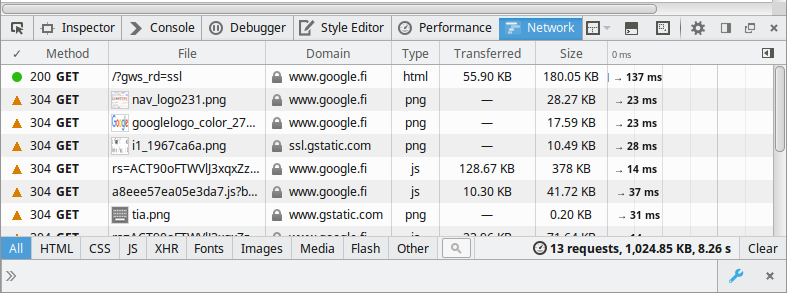 Inspector Console Debugger Style Editor Performance Network
✓ Method File Domain Type Transferred Size 0 ms
200 GET /?gws_rd=ssl www.google.fi html 55.90 KB 180.05 KB → 137 ms
304 GET nav_logo231.png www.google.fi png — 28.27 KB → 23 ms
304 GET googlelogo_color_27... www.google.fi png — 17.59 KB → 23 ms
304 GET i1_1967ca6a.png ssl.gstatic.com png — 10.49 KB → 28 ms
304 GET rs=ACT90oFTWVlJ3xqxZz... www.google.fi js 128.67 KB 378 KB → 14 ms
304 GET a8eee57ea05e3da7.js?b... www.google.fi js 10.30 KB 41.72 KB → 37 ms
304 GET tia.png www.gstatic.com png — 0.20 KB → 31 ms
All HTML CSS JS XHR Fonts Images Media Flash Other 13 requests, 1,024.85 KB, 8.26 s Clear